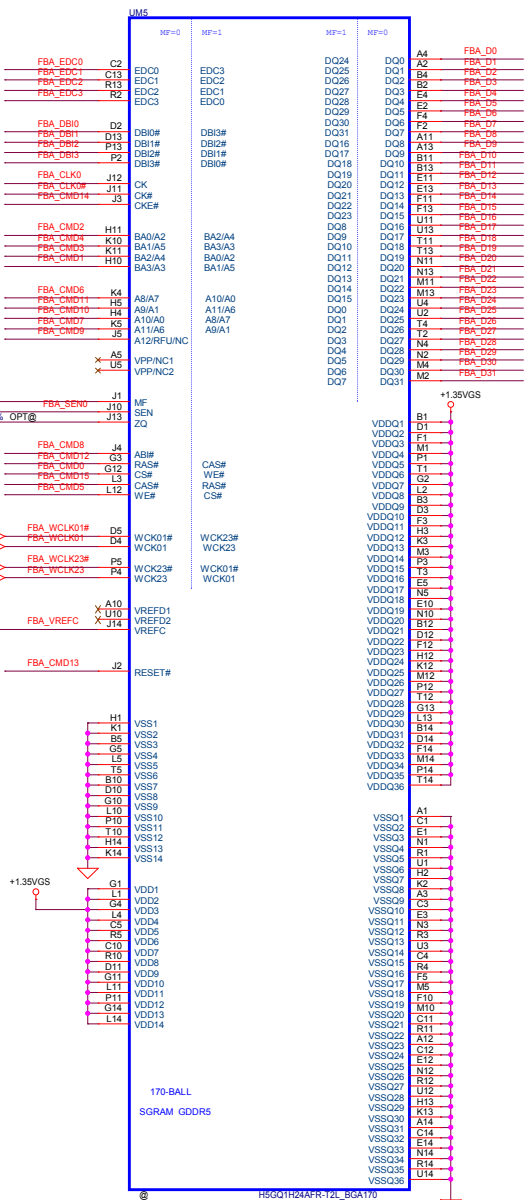 UM5
MF=0 MF=1
FBA_EDC0 C2 EDC0 EDC3
FBA_EDC1 C13 EDC1 EDC2
FBA_EDC2 R13 EDC2 EDC1
FBA_EDC3 R2 EDC3 EDC0
FBA_DBI0 D2 DBI0# DBI3#
FBA_DBI1 D13 DBI1# DBI2#
FBA_DBI2 P13 DBI2# DBI1#
FBA_DBI3 P2 DBI3# DBI0#
FBA_CLK0 J12 CK
FBA_CLK0# J11 CK#
FBA_CMD14 J3 CKE#
FBA_CMD2 H11 BA0/A2 BA2/A4
FBA_CMD4 K10 BA1/A5 BA3/A3
FBA_CMD3 K11 BA2/A4 BA0/A2
FBA_CMD1 H10 BA3/A3 BA1/A5
FBA_CMD6 K4 A8/A7 A10/A0
FBA_CMD11 H5 A9/A1 A11/A6
FBA_CMD10 H4 A10/A0 A8/A7
FBA_CMD7 K5 A11/A6 A9/A1
FBA_CMD9 J5 A12/RFU/NC
A5 VPP/NC1
U5 VPP/NC2
J1 MF
FBA_SEN0 J10 SEN
% OPT@ J13 ZQ
FBA_CMD8 J4 ABI#
FBA_CMD12 G3 RAS# CAS#
FBA_CMD0 G12 CS# WE#
FBA_CMD15 L3 CAS# RAS#
FBA_CMD5 L12 WE# CS#
FBA_WCLK01# D5 WCK01# WCK23#
FBA_WCLK01 D4 WCK01 WCK23
FBA_WCLK23# P5 WCK23# WCK01#
FBA_WCLK23 P4 WCK23 WCK01
A10 VREFD1
U10 VREFD2
FBA_VREFC J14 VREFC
FBA_CMD13 J2 RESET#
H1 VSS1
K1 VSS2
B5 VSS3
G5 VSS4
L5 VSS5
T5 VSS6
B10 VSS7
D10 VSS8
G10 VSS9
L10 VSS10
P10 VSS11
T10 VSS12
H14 VSS13
K14 VSS14
+1.35VGS
G1 VDD1
L1 VDD2
G4 VDD3
L4 VDD4
C5 VDD5
R5 VDD6
C10 VDD7
R10 VDD8
D11 VDD9
G11 VDD10
L11 VDD11
P11 VDD12
G14 VDD13
L14 VDD14
MF=1 MF=0
DQ24 DQ0 A4 FBA_D0
DQ25 DQ1 A2 FBA_D1
DQ26 DQ2 B4 FBA_D2
DQ27 DQ3 B2 FBA_D3
DQ28 DQ4 E4 FBA_D4
DQ29 DQ5 E2 FBA_D5
DQ30 DQ6 F4 FBA_D6
DQ31 DQ7 F2 FBA_D7
DQ16 DQ8 A11 FBA_D8
DQ17 DQ9 A13 FBA_D9
DQ18 DQ10 B11 FBA_D10
DQ19 DQ11 B13 FBA_D11
DQ20 DQ12 E11 FBA_D12
DQ21 DQ13 E13 FBA_D13
DQ22 DQ14 F11 FBA_D14
DQ23 DQ15 F13 FBA_D15
DQ8 DQ16 U11 FBA_D16
DQ9 DQ17 U13 FBA_D17
DQ10 DQ18 T11 FBA_D18
DQ11 DQ19 T13 FBA_D19
DQ12 DQ20 N11 FBA_D20
DQ13 DQ21 N13 FBA_D21
DQ14 DQ22 M11 FBA_D22
DQ15 DQ23 M13 FBA_D23
DQ0 DQ24 U4 FBA_D24
DQ1 DQ25 U2 FBA_D25
DQ2 DQ26 T4 FBA_D26
DQ3 DQ27 T2 FBA_D27
DQ4 DQ28 N4 FBA_D28
DQ5 DQ29 N2 FBA_D29
DQ6 DQ30 M4 FBA_D30
DQ7 DQ31 M2 FBA_D31
+1.35VGS
VDDQ1 B1
VDDQ2 D1
VDDQ3 F1
VDDQ4 M1
VDDQ5 P1
VDDQ6 T1
VDDQ7 G2
VDDQ8 L2
VDDQ9 B3
VDDQ10 D3
VDDQ11 F3
VDDQ12 H3
VDDQ13 K3
VDDQ14 M3
VDDQ15 P3
VDDQ16 T3
VDDQ17 E5
VDDQ18 N5
VDDQ19 E10
VDDQ20 N10
VDDQ21 B12
VDDQ22 D12
VDDQ23 F12
VDDQ24 H12
VDDQ25 K12
VDDQ26 M12
VDDQ27 P12
VDDQ28 T12
VDDQ29 G13
VDDQ30 L13
VDDQ31 B14
VDDQ32 D14
VDDQ33 F14
VDDQ34 M14
VDDQ35 P14
VDDQ36 T14
VSSQ1 A1
VSSQ2 C1
VSSQ3 E1
VSSQ4 N1
VSSQ5 R1
VSSQ6 U1
VSSQ7 H2
VSSQ8 K2
VSSQ9 A3
VSSQ10 C3
VSSQ11 E3
VSSQ12 N3
VSSQ13 R3
VSSQ14 U3
VSSQ15 C4
VSSQ16 R4
VSSQ17 F5
VSSQ18 M5
VSSQ19 F10
VSSQ20 M10
VSSQ21 C11
VSSQ22 R11
VSSQ23 A12
VSSQ24 C12
VSSQ25 E12
VSSQ26 N12
VSSQ27 R12
VSSQ28 U12
VSSQ29 H13
VSSQ30 K13
VSSQ31 A14
VSSQ32 C14
VSSQ33 E14
VSSQ34 N14
VSSQ35 R14
VSSQ36 U14
170-BALL
SGRAM GDDR5
@ H5GQ1H24AFR-T2L_BGA170